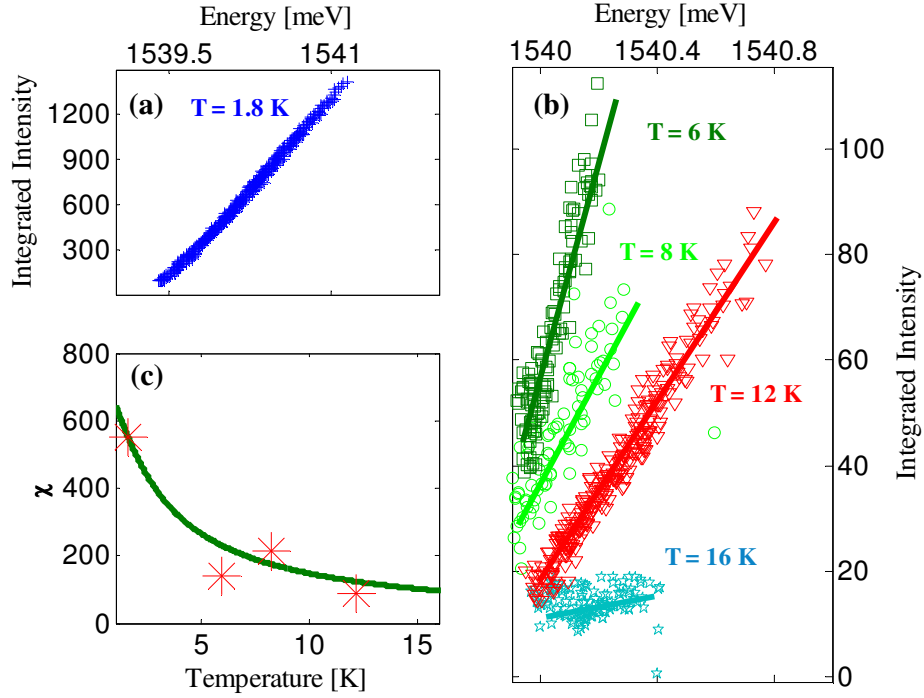 Energy [meV]
1539.5 1541
Integrated Intensity
1200
900
600
300
(a)
T = 1.8 K
800
600
400
200
0
χ
(c)
5 10 15
Temperature [K]
Energy [meV]
1540 1540.4 1540.8
(b)
T = 6 K
T = 8 K
T = 12 K
T = 16 K
100
80
60
40
20
0
Integrated Intensity